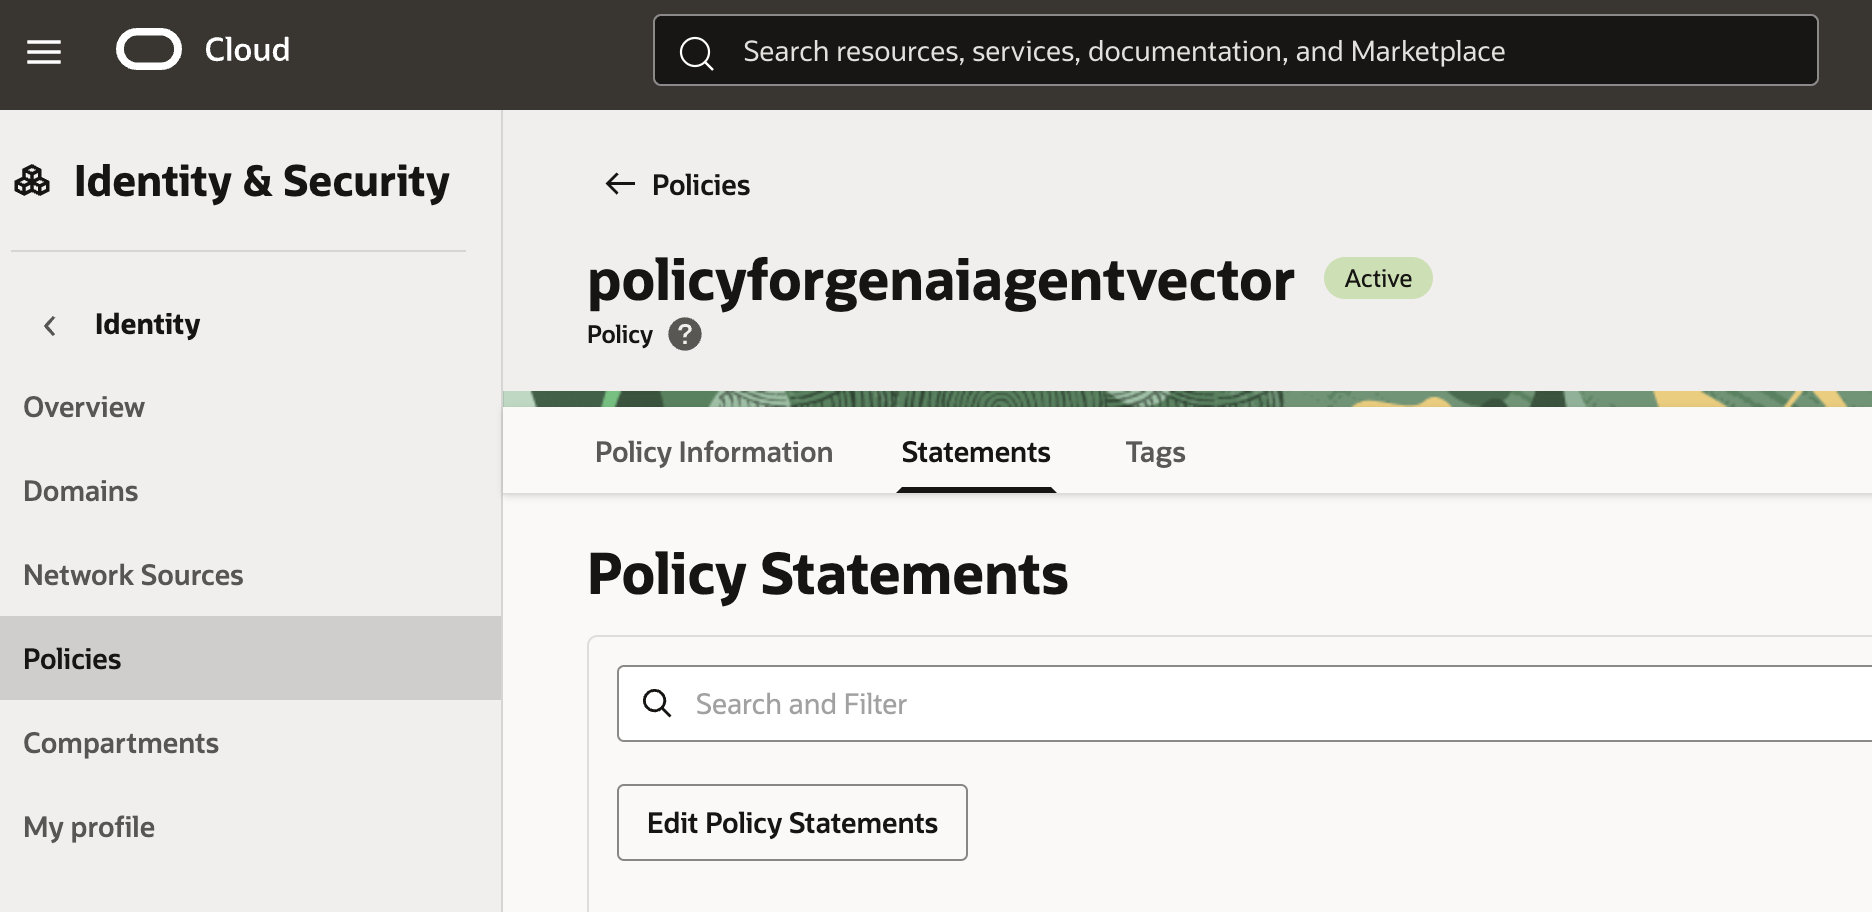 Cloud
Search resources, services, documentation, and Marketplace
Identity & Security
Identity
Overview
Domains
Network Sources
Policies
Compartments
My profile
Policies
policyforgenaiagentvector
Active
Policy ?
Policy Information
Statements
Tags
Policy Statements
Search and Filter
Edit Policy Statements